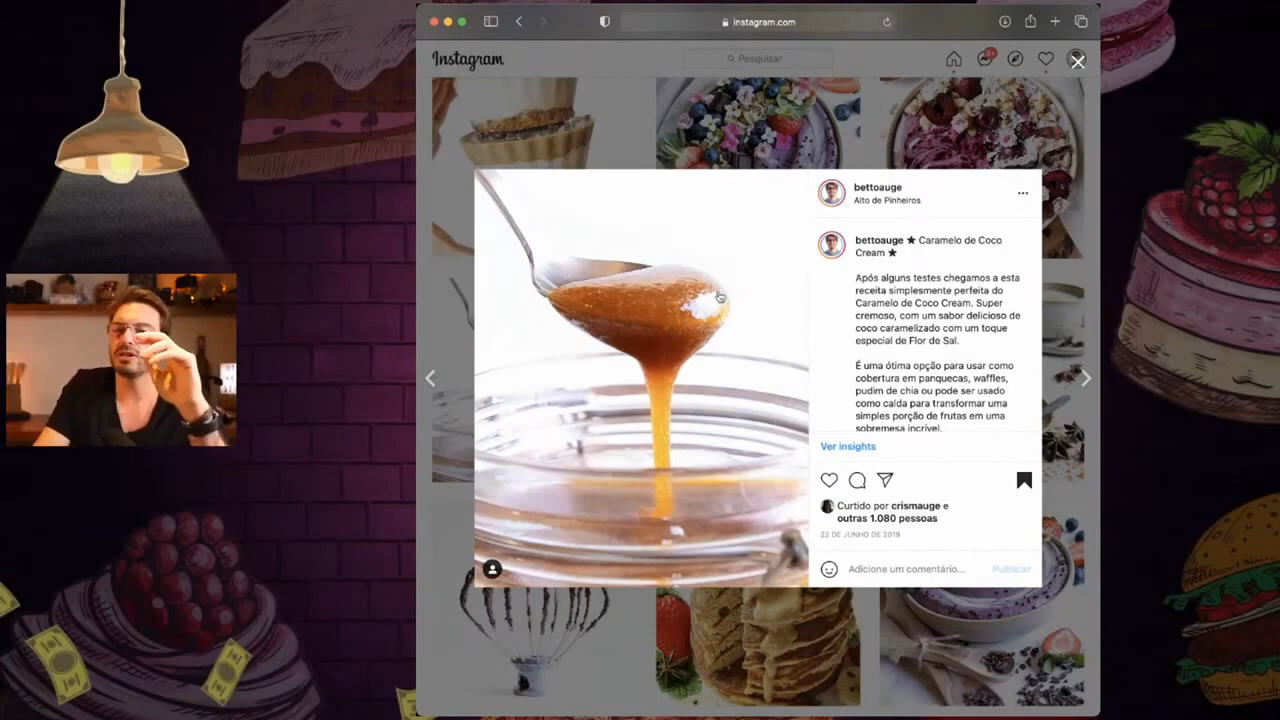 instagram.com
Instagram
Pesquisar
bettoauge
Alto de Pinheiros
bettoauge ★ Caramelo de Coco
Cream ★
Após alguns testes chegamos a esta
receita simplesmente perfeita do
Caramelo de Coco Cream. Super
cremoso, com um sabor delicioso de
coco caramelizado com um toque
especial de Flor de Sal.
É uma ótima opção para usar como
cobertura em panquecas, waffles,
pudim de chia ou pode ser usado
como calda para transformar uma
simples porção de frutas em uma
sobremesa incrível.
Ver insights
Curtido por crismauge e
outras 1.080 pessoas
22 DE JUNHO DE 2019
Adicione um comentário...
Publicar